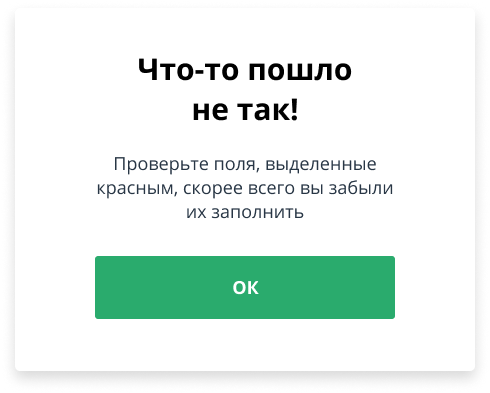 Что-то пошло
не так!
Проверьте поля, выделенные
красным, скорее всего вы забыли
их заполнить
ОК